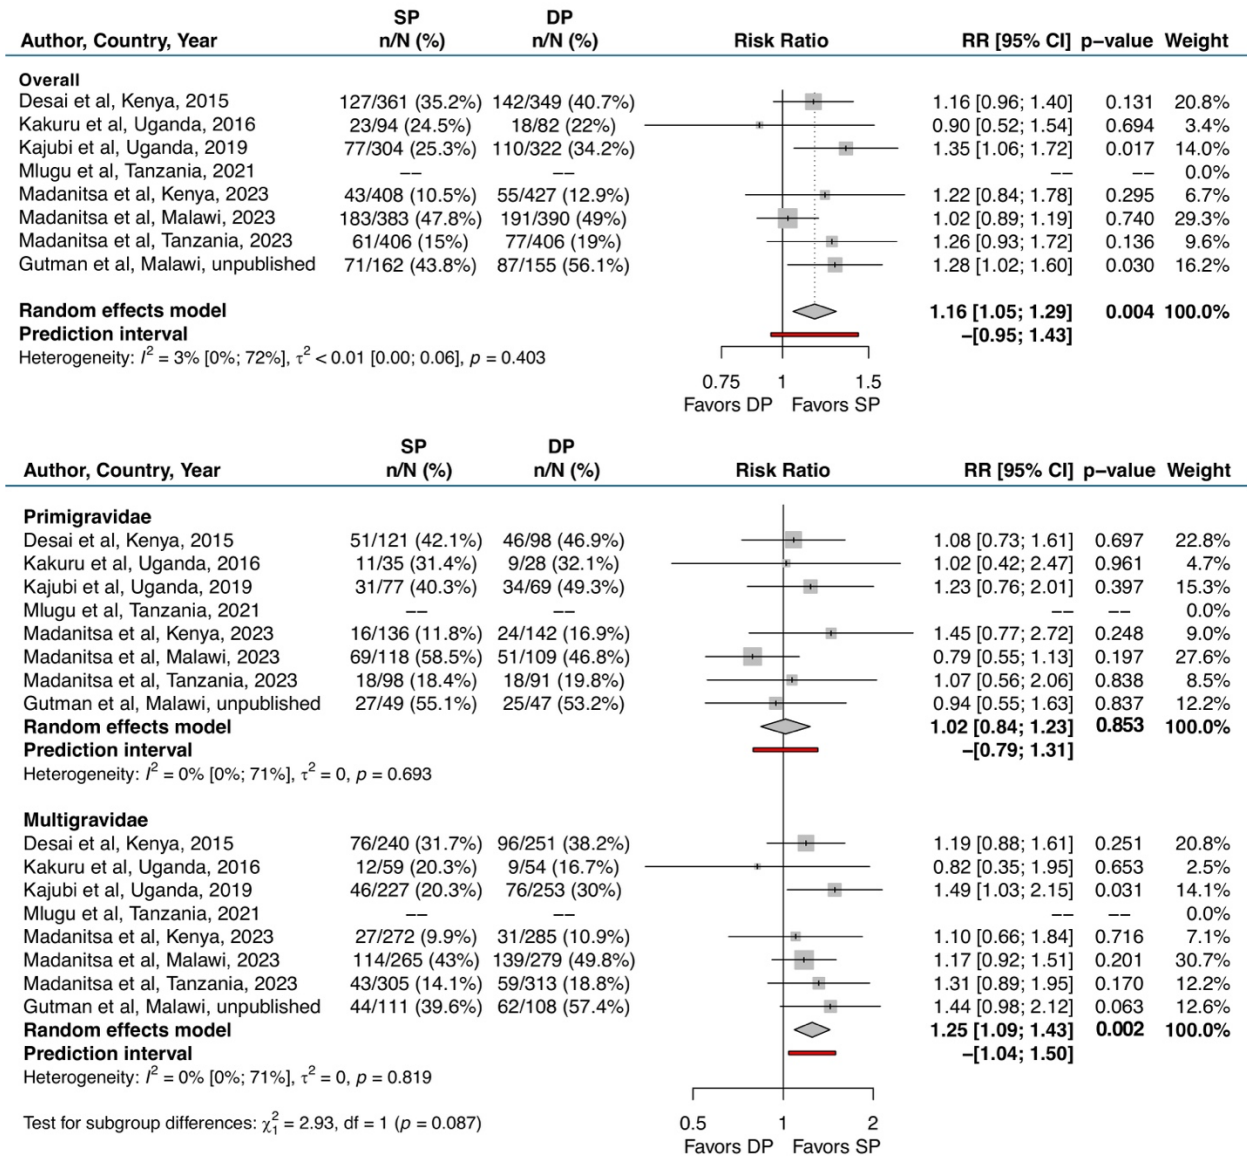 SP DP
Author, Country, Year n/N (%) n/N (%) Risk Ratio RR [95% CI] p−value Weight
Overall
Desai et al, Kenya, 2015 127/361 (35.2%) 142/349 (40.7%) 1.16 [0.96; 1.40] 0.131 20.8%
Kakuru et al, Uganda, 2016 23/94 (24.5%) 18/82 (22%) 0.90 [0.52; 1.54] 0.694 3.4%
Kajubi et al, Uganda, 2019 77/304 (25.3%) 110/322 (34.2%) 1.35 [1.06; 1.72] 0.017 14.0%
Mlugu et al, Tanzania, 2021 −− −− −− −− 0.0%
Madanitsa et al, Kenya, 2023 43/408 (10.5%) 55/427 (12.9%) 1.22 [0.84; 1.78] 0.295 6.7%
Madanitsa et al, Malawi, 2023 183/383 (47.8%) 191/390 (49%) 1.02 [0.89; 1.19] 0.740 29.3%
Madanitsa et al, Tanzania, 2023 61/406 (15%) 77/406 (19%) 1.26 [0.93; 1.72] 0.136 9.6%
Gutman et al, Malawi, unpublished 71/162 (43.8%) 87/155 (56.1%) 1.28 [1.02; 1.60] 0.030 16.2%
Random effects model 1.16 [1.05; 1.29] 0.004 100.0%
Prediction interval −[0.95; 1.43]
Heterogeneity: I² = 3% [0%; 72%], τ² < 0.01 [0.00; 0.06], p = 0.403
0.75 1 1.5
Favors DP Favors SP
SP DP
Author, Country, Year n/N (%) n/N (%) Risk Ratio RR [95% CI] p−value Weight
Primigravidae
Desai et al, Kenya, 2015 51/121 (42.1%) 46/98 (46.9%) 1.08 [0.73; 1.61] 0.697 22.8%
Kakuru et al, Uganda, 2016 11/35 (31.4%) 9/28 (32.1%) 1.02 [0.42; 2.47] 0.961 4.7%
Kajubi et al, Uganda, 2019 31/77 (40.3%) 34/69 (49.3%) 1.23 [0.76; 2.01] 0.397 15.3%
Mlugu et al, Tanzania, 2021 −− −− −− −− 0.0%
Madanitsa et al, Kenya, 2023 16/136 (11.8%) 24/142 (16.9%) 1.45 [0.77; 2.72] 0.248 9.0%
Madanitsa et al, Malawi, 2023 69/118 (58.5%) 51/109 (46.8%) 0.79 [0.55; 1.13] 0.197 27.6%
Madanitsa et al, Tanzania, 2023 18/98 (18.4%) 18/91 (19.8%) 1.07 [0.56; 2.06] 0.838 8.5%
Gutman et al, Malawi, unpublished 27/49 (55.1%) 25/47 (53.2%) 0.94 [0.55; 1.63] 0.837 12.2%
Random effects model 1.02 [0.84; 1.23] 0.853 100.0%
Prediction interval −[0.79; 1.31]
Heterogeneity: I² = 0% [0%; 71%], τ² = 0, p = 0.693
Multigravidae
Desai et al, Kenya, 2015 76/240 (31.7%) 96/251 (38.2%) 1.19 [0.88; 1.61] 0.251 20.8%
Kakuru et al, Uganda, 2016 12/59 (20.3%) 9/54 (16.7%) 0.82 [0.35; 1.95] 0.653 2.5%
Kajubi et al, Uganda, 2019 46/227 (20.3%) 76/253 (30%) 1.49 [1.03; 2.15] 0.031 14.1%
Mlugu et al, Tanzania, 2021 −− −− −− −− 0.0%
Madanitsa et al, Kenya, 2023 27/272 (9.9%) 31/285 (10.9%) 1.10 [0.66; 1.84] 0.716 7.1%
Madanitsa et al, Malawi, 2023 114/265 (43%) 139/279 (49.8%) 1.17 [0.92; 1.51] 0.201 30.7%
Madanitsa et al, Tanzania, 2023 43/305 (14.1%) 59/313 (18.8%) 1.31 [0.89; 1.95] 0.170 12.2%
Gutman et al, Malawi, unpublished 44/111 (39.6%) 62/108 (57.4%) 1.44 [0.98; 2.12] 0.063 12.6%
Random effects model 1.25 [1.09; 1.43] 0.002 100.0%
Prediction interval −[1.04; 1.50]
Heterogeneity: I² = 0% [0%; 71%], τ² = 0, p = 0.819
Test for subgroup differences: χ₁² = 2.93, df = 1 (p = 0.087)
0.5 1 2
Favors DP Favors SP